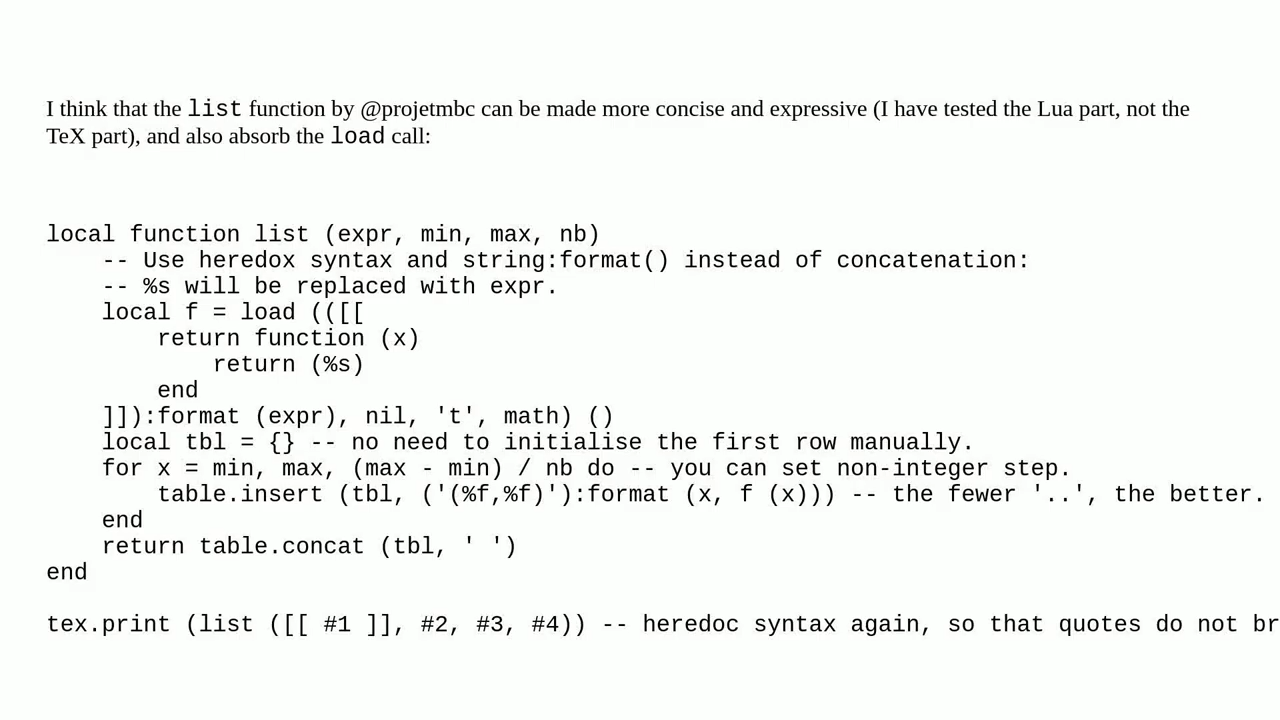 I think that the list function by @projetmbc can be made more concise and expressive (I have tested the Lua part, not the
TeX part), and also absorb the load call:
local function list (expr, min, max, nb)
    -- Use heredox syntax and string:format() instead of concatenation:
    -- %s will be replaced with expr.
    local f = load (([[
        return function (x)
            return (%s)
        end
    ]]):format (expr), nil, 't', math) ()
    local tbl = {} -- no need to initialise the first row manually.
    for x = min, max, (max - min) / nb do -- you can set non-integer step.
        table.insert (tbl, ('(%f,%f)'):format (x, f (x))) -- the fewer '..', the better.
    end
    return table.concat (tbl, ' ')
end
tex.print (list ([[ #1 ]], #2, #3, #4)) -- heredoc syntax again, so that quotes do not br